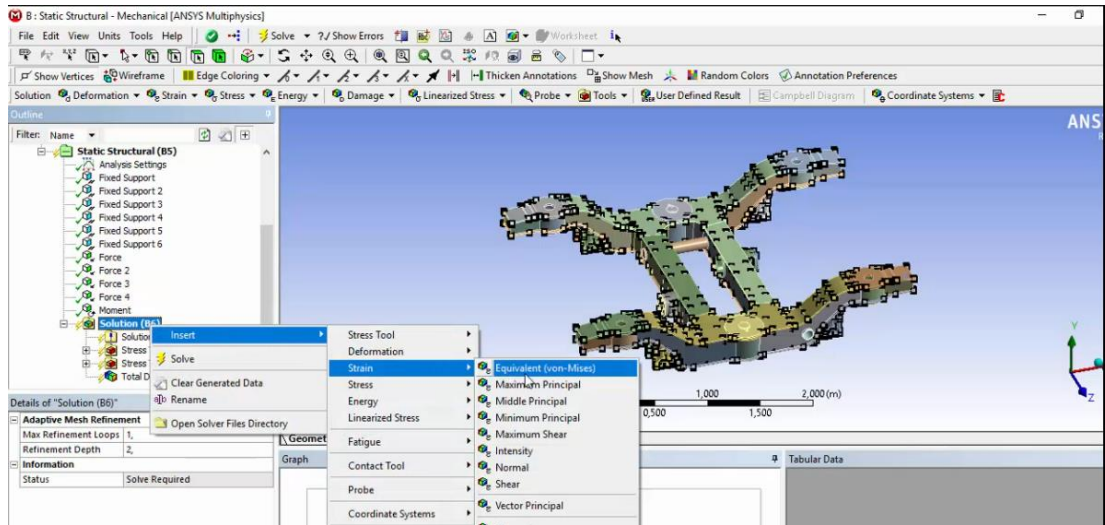 B : Static Structural - Mechanical [ANSYS Multiphysics]
File Edit View Units Tools Help Solve ?/ Show Errors A Worksheet
Show Vertices Wireframe Edge Coloring Thicken Annotations Show Mesh Random Colors Annotation Preferences
Solution Deformation Strain Stress Energy Damage Linearized Stress Probe Tools User Defined Result Campbell Diagram Coordinate Systems
Outline
ANS
Filter: Name
Static Structural (B5)
Analysis Settings
Fixed Support
Fixed Support 2
Fixed Support 3
Fixed Support 4
Fixed Support 5
Fixed Support 6
Force
Force 2
Force 3
Force 4
Moment
Solution (B6)
Solution
Stress
Stress
Total D
Insert
Solve
Clear Generated Data
Rename
Open Solver Files Directory
Stress Tool
Deformation
Strain
Stress
Energy
Linearized Stress
Fatigue
Contact Tool
Probe
Coordinate Systems
Equivalent (von-Mises)
Maximum Principal
Middle Principal
Minimum Principal
Maximum Shear
Intensity
Normal
Shear
Vector Principal
Y
Z
1,000 2,000 (m)
0,500 1,500
Details of "Solution (B6)"
Adaptive Mesh Refinement
Max Refinement Loops 1,
Refinement Depth 2,
Information
Status Solve Required
Geomet
Graph
Tabular Data